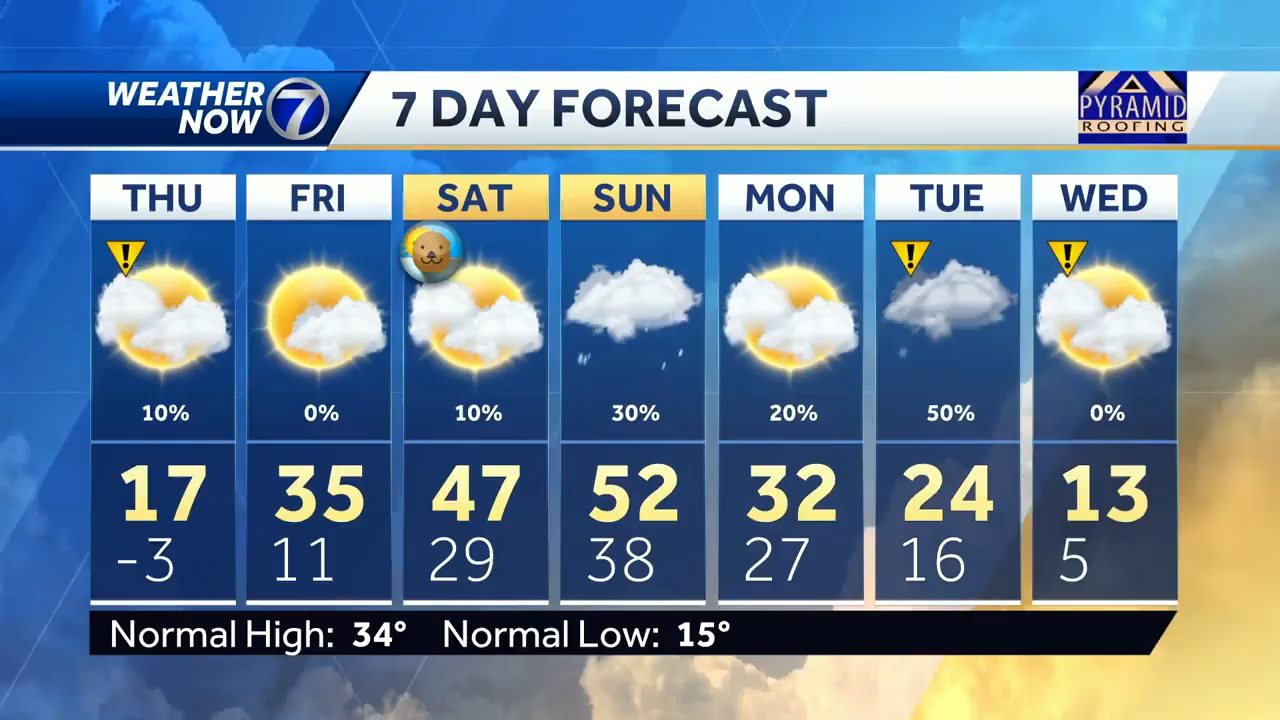 WEATHER
NOW 7
7 DAY FORECAST
PYRAMID
ROOFING
THU FRI SAT SUN MON TUE WED
! ! !
10% 0% 10% 30% 20% 50% 0%
17 35 47 52 32 24 13
-3 11 29 38 27 16 5
Normal High: 34° Normal Low: 15°